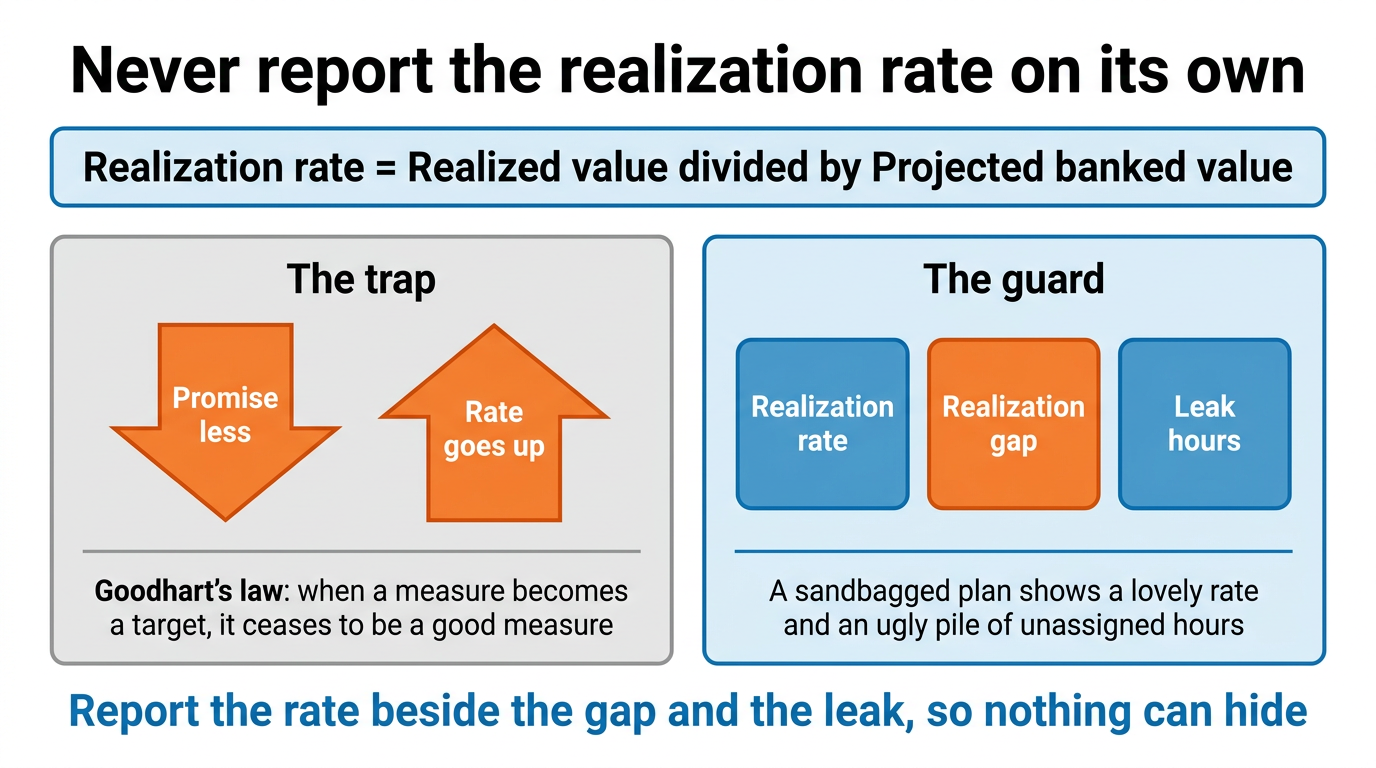 Never report the realization rate on its own
Realization rate = Realized value divided by Projected banked value
The trap
Promise
less
Rate
goes up
Goodhart’s law: when a measure becomes
a target, it ceases to be a good measure
The guard
Realization
rate
Realization
gap
Leak
hours
A sandbagged plan shows a lovely rate
and an ugly pile of unassigned hours
Report the rate beside the gap and the leak, so nothing can hide